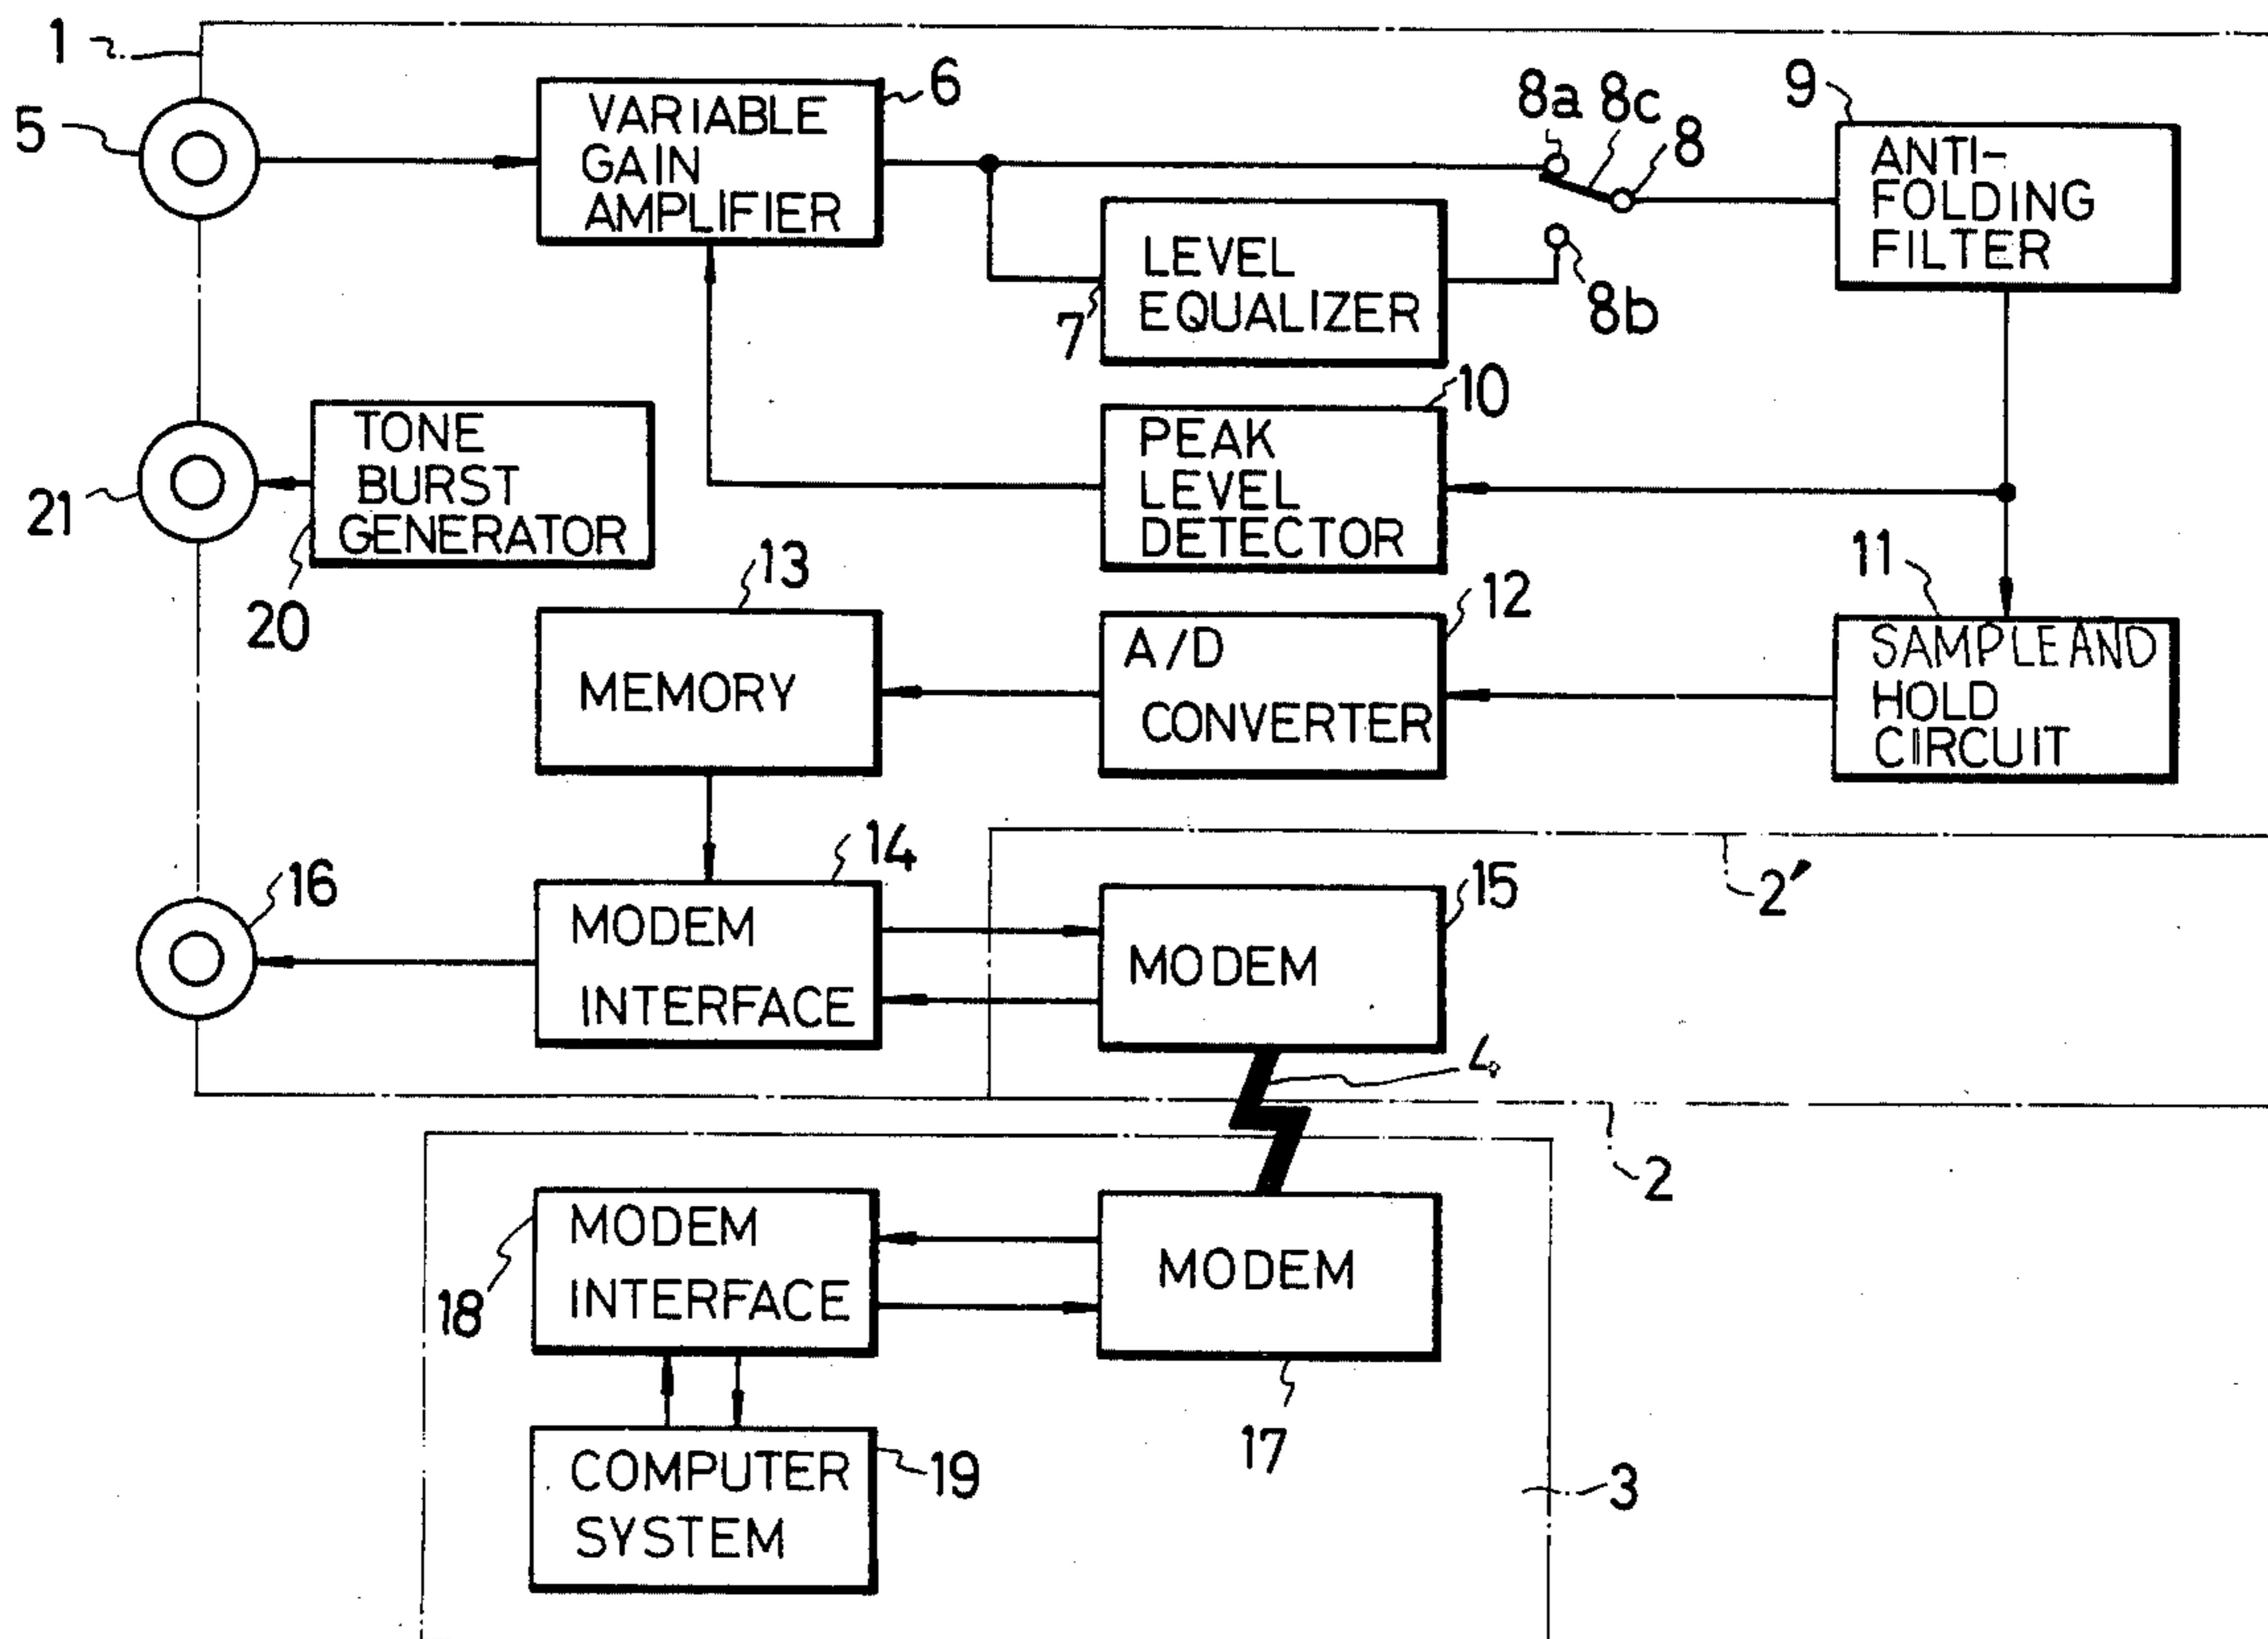 1
5
VARIABLE
GAIN
AMPLIFIER
6
8a
8c
8
9
ANTI-
FOLDING
FILTER
LEVEL
EQUALIZER
7
8b
10
TONE
BURST
GENERATOR
21
20
PEAK
LEVEL
DETECTOR
11
13
12
MEMORY
A/D
CONVERTER
SAMPLE AND
HOLD
CIRCUIT
14
2'
16
MODEM
INTERFACE
MODEM
15
4
2
MODEM
INTERFACE
18
MODEM
17
COMPUTER
SYSTEM
19
3